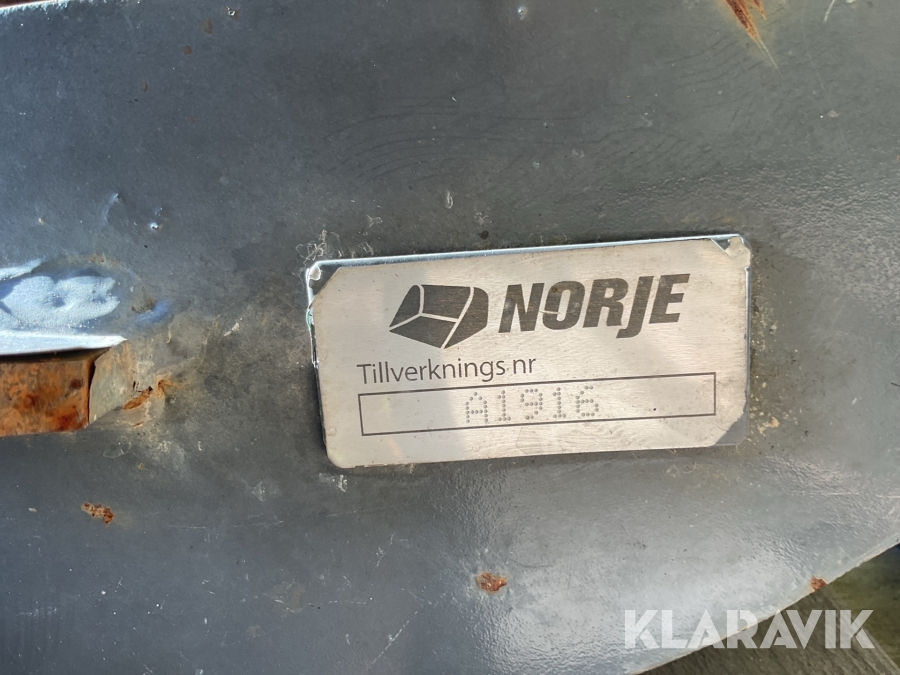 NORJE
Tillverknings nr
A1916
KLARAVIK